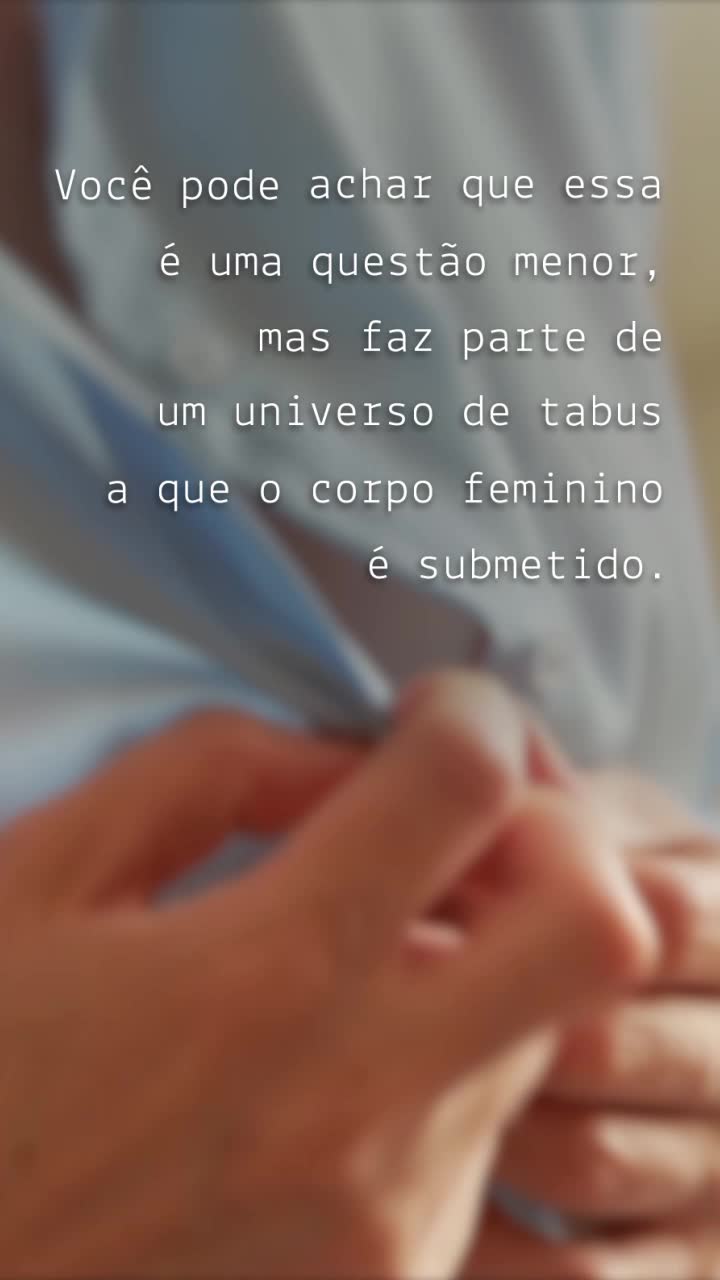 Você pode achar que essa
é uma questão menor,
mas faz parte de
um universo de tabus
a que o corpo feminino
é submetido.